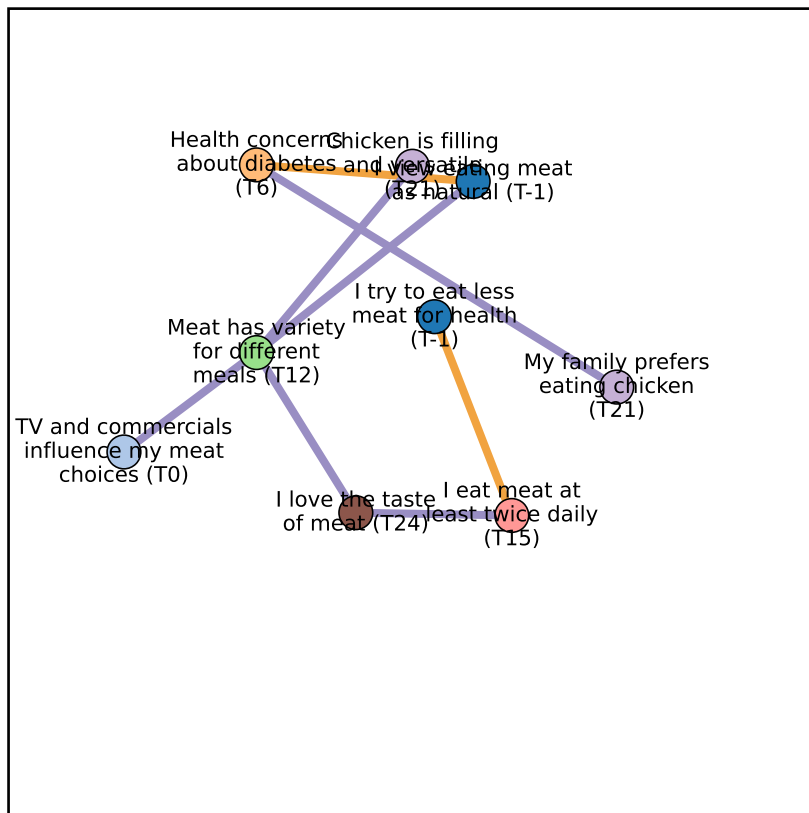 Health concerns
about diabetes
(T6)
Chicken is filling
and versatile
(T21)
I view eating meat
as natural (T-1)
I try to eat less
meat for health
(T-1)
Meat has variety
for different
meals (T12)
My family prefers
eating chicken
(T21)
TV and commercials
influence my meat
choices (T0)
I love the taste
of meat (T24)
I eat meat at
least twice daily
(T15)